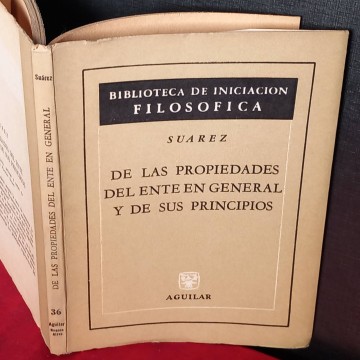 BIBLIOTECA DE INICIACION
FILOSOFICA
SUAREZ
DE LAS PROPIEDADES
DEL ENTE EN GENERAL
Y DE SUS PRINCIPIOS
AGUILAR
Suárez
DE LAS PROPIEDADES DEL ENTE EN GENERAL
36
Aguilar